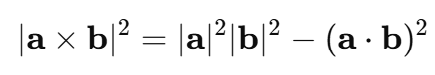 |𝐚 × 𝐛|² = |𝐚|²|𝐛|² − (𝐚 · 𝐛)²